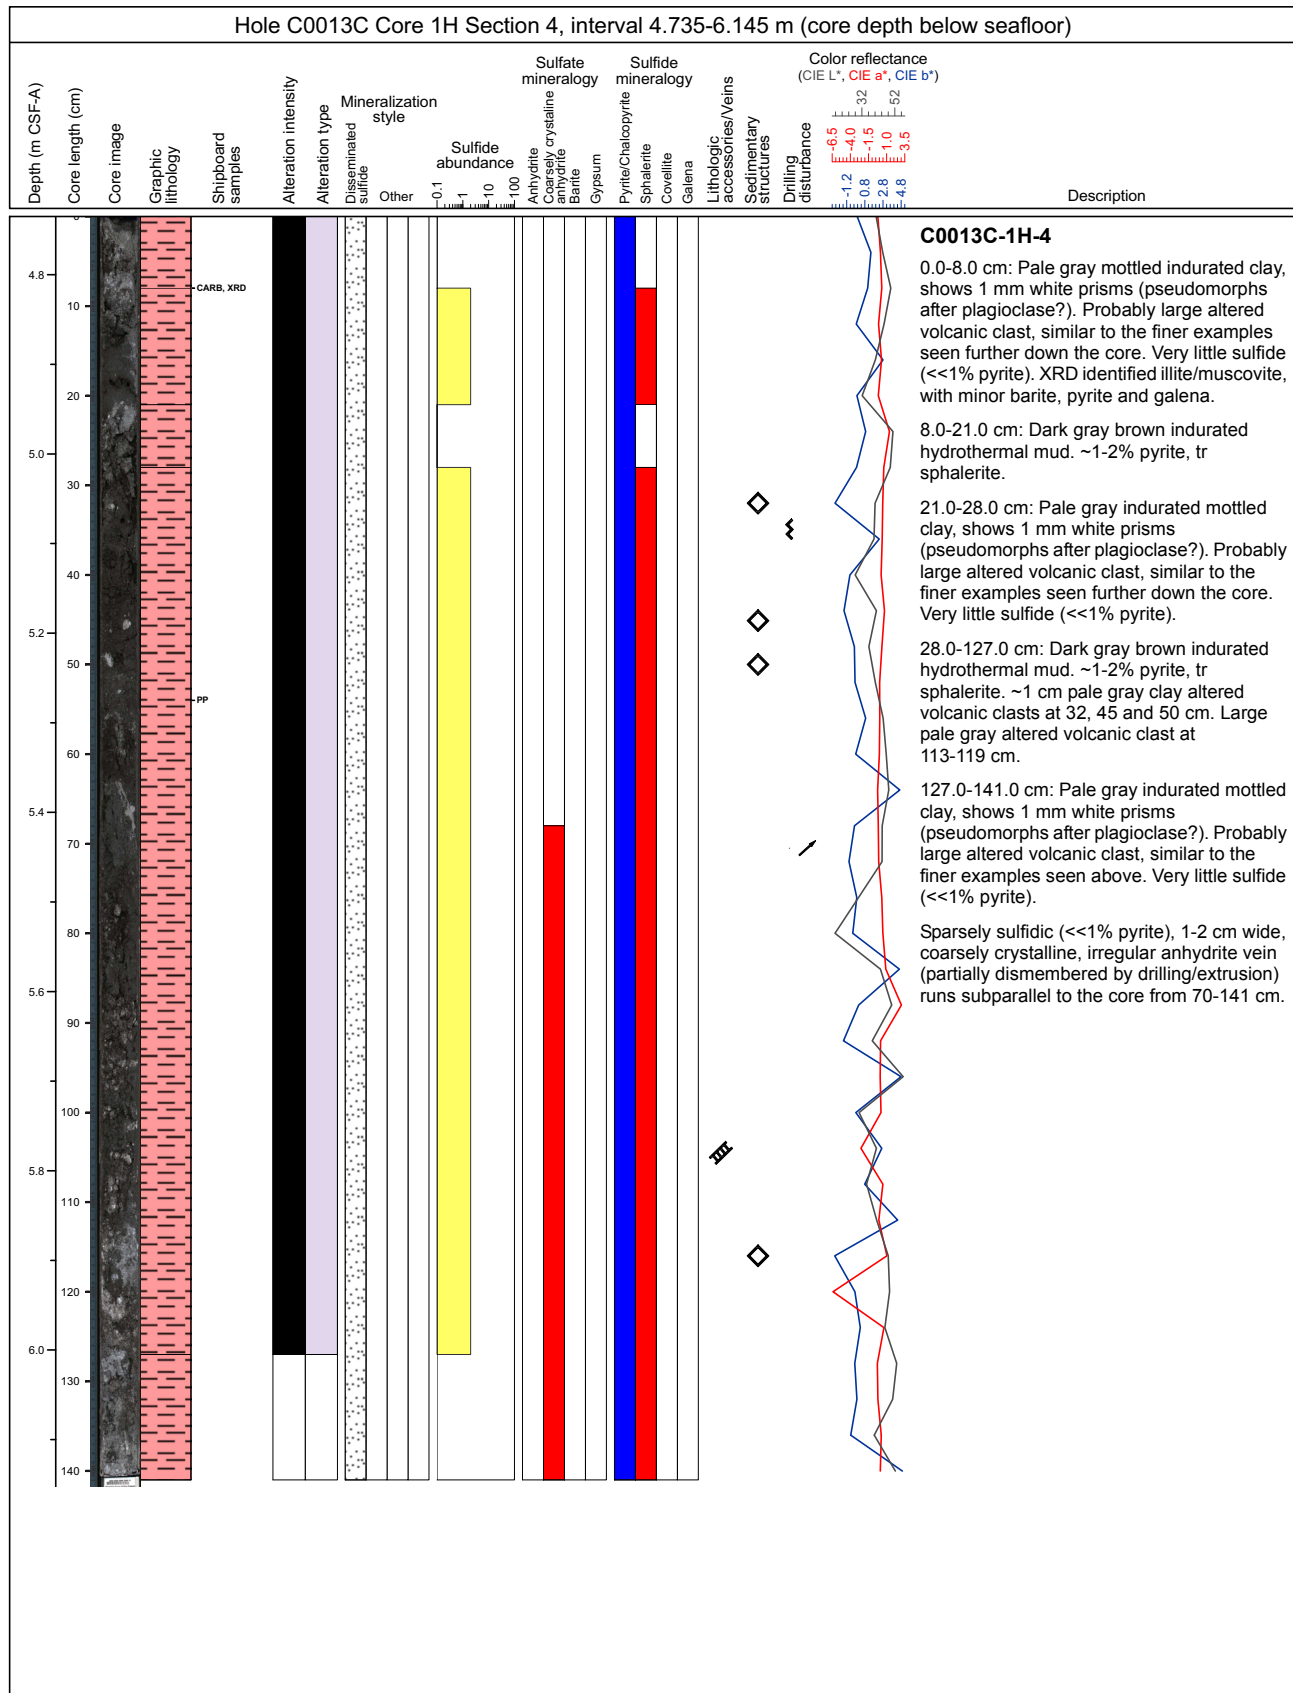 Hole C0013C Core 1H Section 4, interval 4.735-6.145 m (core depth below seafloor)
Depth (m CSF-A)
Core length (cm)
Core image
Graphic
lithology
Shipboard
samples
Alteration intensity
Alteration type
Mineralization
style
Disseminated
sulfide
Other
Sulfide
abundance
0.1
1
10
100
Sulfate
mineralogy
Anhydrite
Coarsely crystaline
anhydrite
Barite
Gypsum
Sulfide
mineralogy
Pyrite/Chalcopyrite
Sphalerite
Covellite
Galena
Lithologic
accessories/Veins
Sedimentary
structures
Drilling
disturbance
Color reflectance
(CIE L*, CIE a*, CIE b*)
32 52
-6.5 -4.0 -1.5 1.0 3.5
-1.2 0.8 2.8 4.8
Description
0
4.8
CARB, XRD
10
20
5.0
30
40
5.2
50
PP
60
5.4
70
80
5.6
90
100
5.8
110
120
6.0
130
140
C0013C-1H-4
0.0-8.0 cm: Pale gray mottled indurated clay,
shows 1 mm white prisms (pseudomorphs
after plagioclase?). Probably large altered
volcanic clast, similar to the finer examples
seen further down the core. Very little sulfide
(<<1% pyrite). XRD identified illite/muscovite,
with minor barite, pyrite and galena.
8.0-21.0 cm: Dark gray brown indurated
hydrothermal mud. ~1-2% pyrite, tr
sphalerite.
21.0-28.0 cm: Pale gray indurated mottled
clay, shows 1 mm white prisms
(pseudomorphs after plagioclase?). Probably
large altered volcanic clast, similar to the
finer examples seen further down the core.
Very little sulfide (<<1% pyrite).
28.0-127.0 cm: Dark gray brown indurated
hydrothermal mud. ~1-2% pyrite, tr
sphalerite. ~1 cm pale gray clay altered
volcanic clasts at 32, 45 and 50 cm. Large
pale gray altered volcanic clast at
113-119 cm.
127.0-141.0 cm: Pale gray indurated mottled
clay, shows 1 mm white prisms
(pseudomorphs after plagioclase?). Probably
large altered volcanic clast, similar to the
finer examples seen above. Very little sulfide
(<<1% pyrite).
Sparsely sulfidic (<<1% pyrite), 1-2 cm wide,
coarsely crystalline, irregular anhydrite vein
(partially dismembered by drilling/extrusion)
runs subparallel to the core from 70-141 cm.